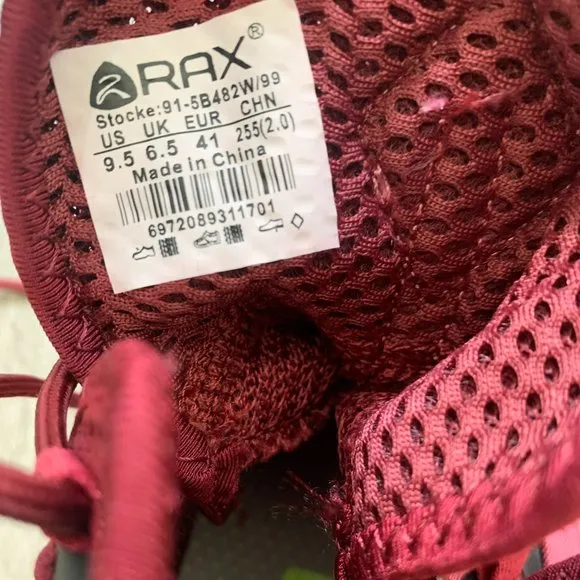 RAX®
Stocke:91-5B482W/99
US UK EUR CHN
9.5 6.5 41 255(2.0)
Made in China
6972089311701